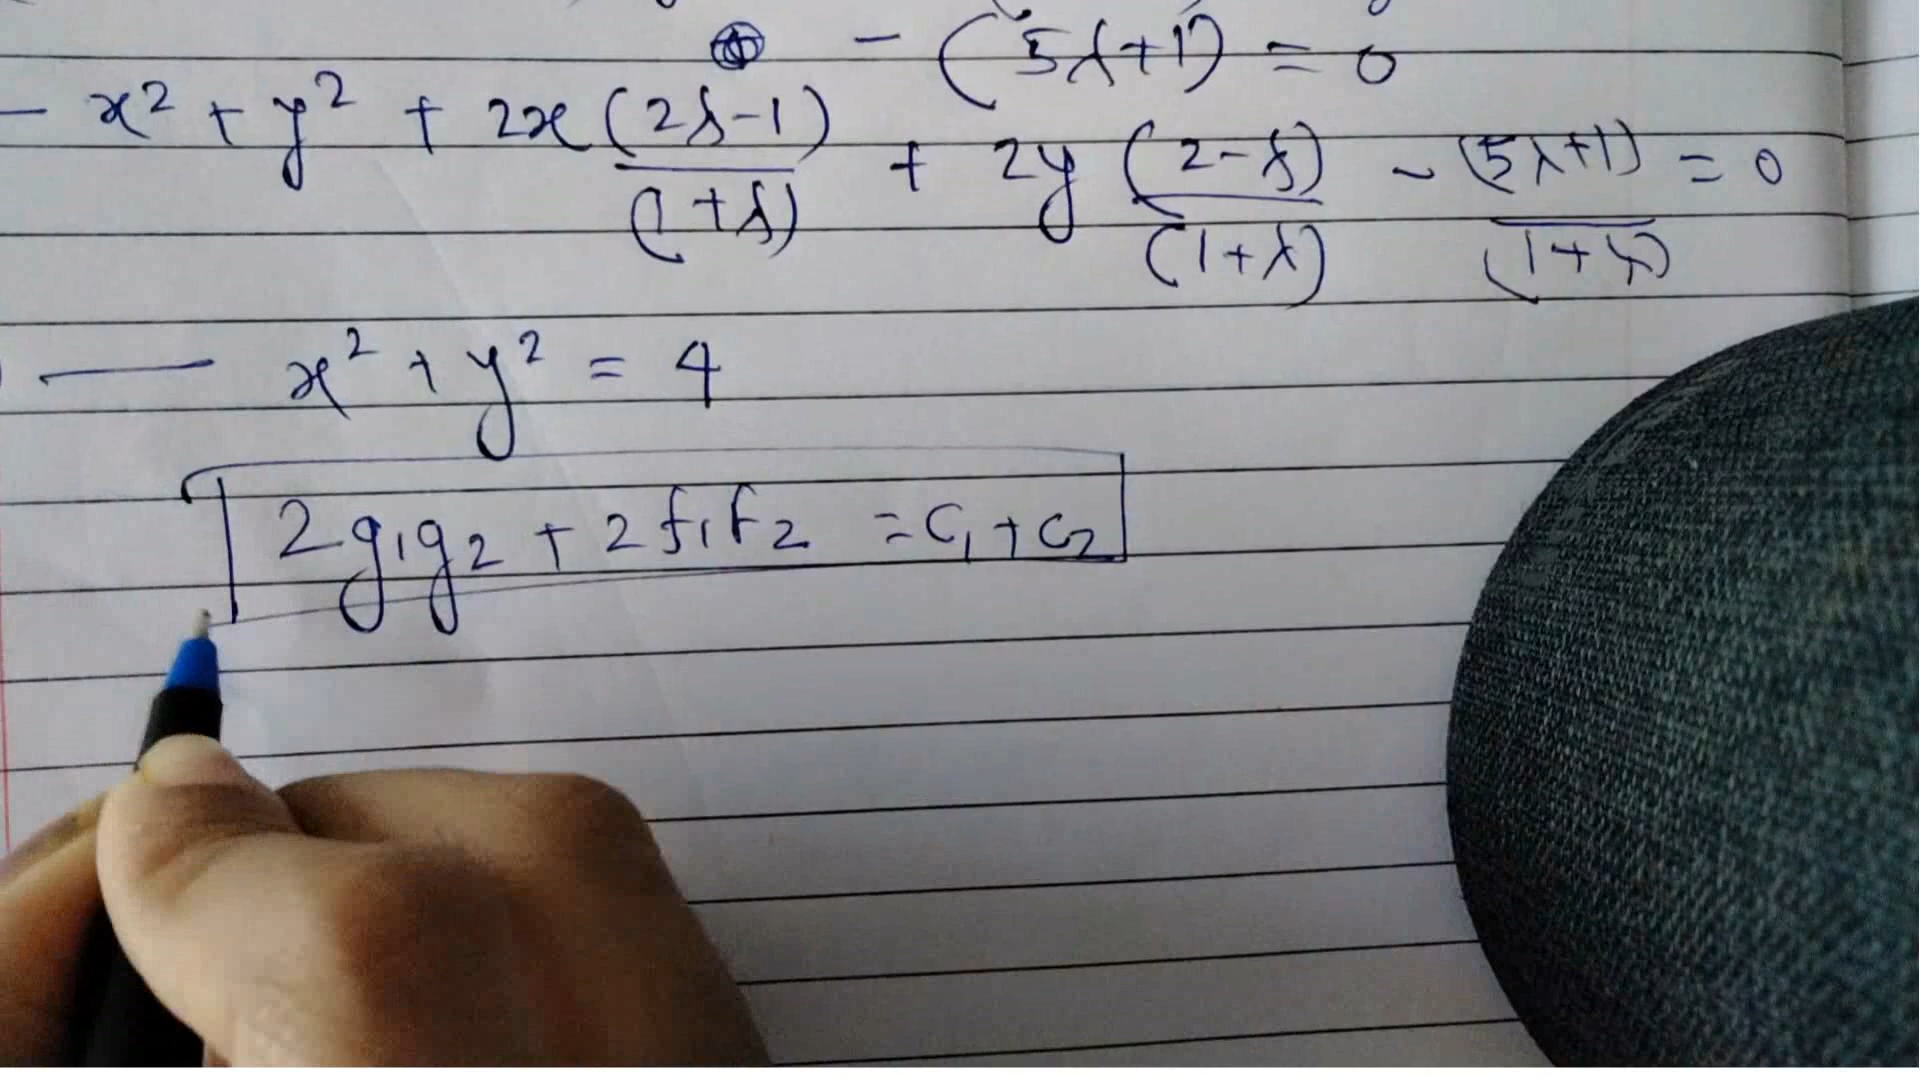 - (5λ+1) = 0
- x² + y² + 2x (2λ-1)/(1+λ) + 2y (2-λ)/(1+λ) - (5λ+1)/(1+λ) = 0
— x² + y² = 4
2g₁g₂ + 2f₁f₂ = c₁ + c₂